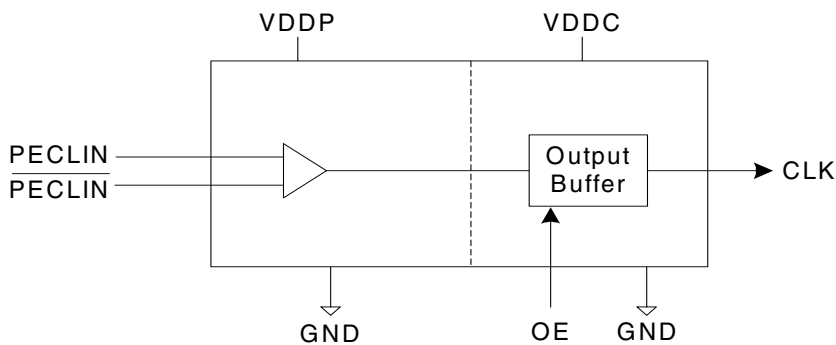 VDDP
VDDC
PECLIN
PECLIN
Output
Buffer
CLK
GND
OE
GND